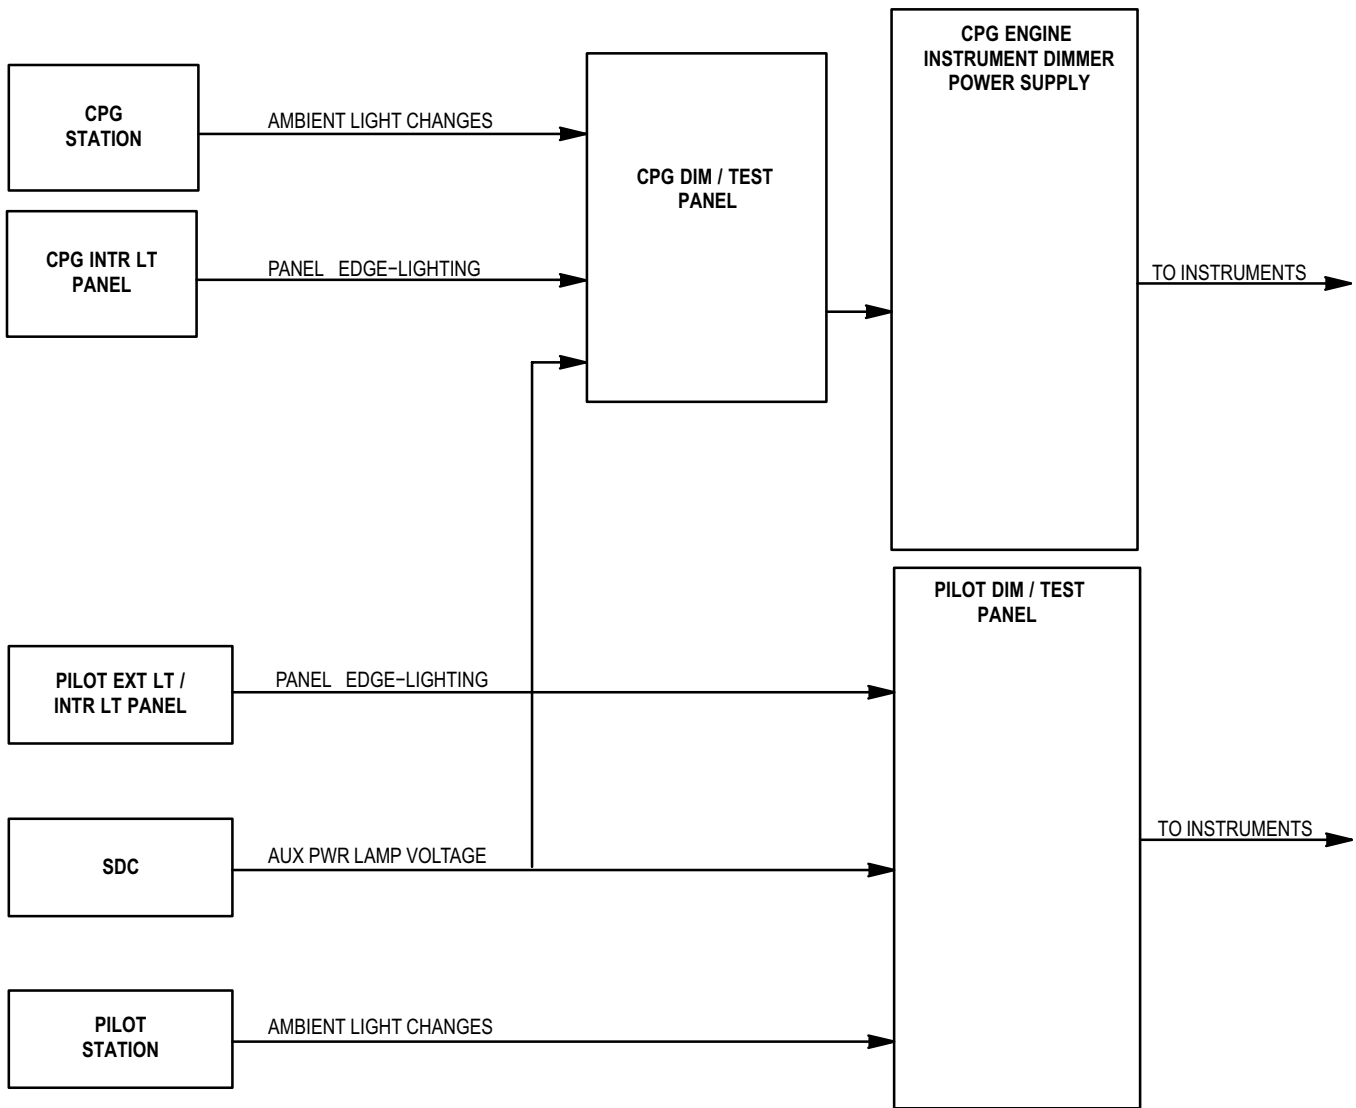 CPG
STATION
AMBIENT LIGHT CHANGES
CPG INTR LT
PANEL
PANEL EDGE−LIGHTING
CPG DIM / TEST
PANEL
CPG ENGINE
INSTRUMENT DIMMER
POWER SUPPLY
TO INSTRUMENTS
PILOT EXT LT /
INTR LT PANEL
PANEL EDGE−LIGHTING
SDC
AUX PWR LAMP VOLTAGE
PILOT
STATION
AMBIENT LIGHT CHANGES
PILOT DIM / TEST
PANEL
TO INSTRUMENTS